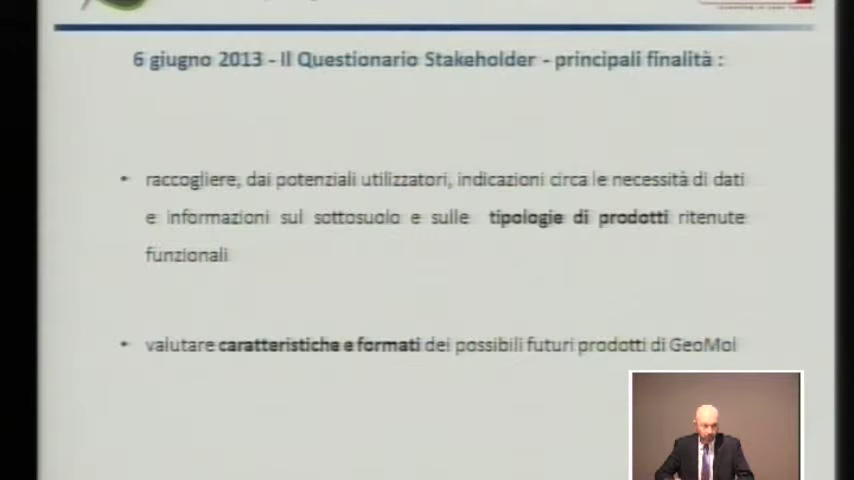 6 giugno 2013 - Il Questionario Stakeholder - principali finalità :
• raccogliere, dai potenziali utilizzatori, indicazioni circa le necessità di dati
e informazioni sul sottosuolo e sulle tipologie di prodotti ritenute
funzionali
• valutare caratteristiche e formati dei possibili futuri prodotti di GeoMol